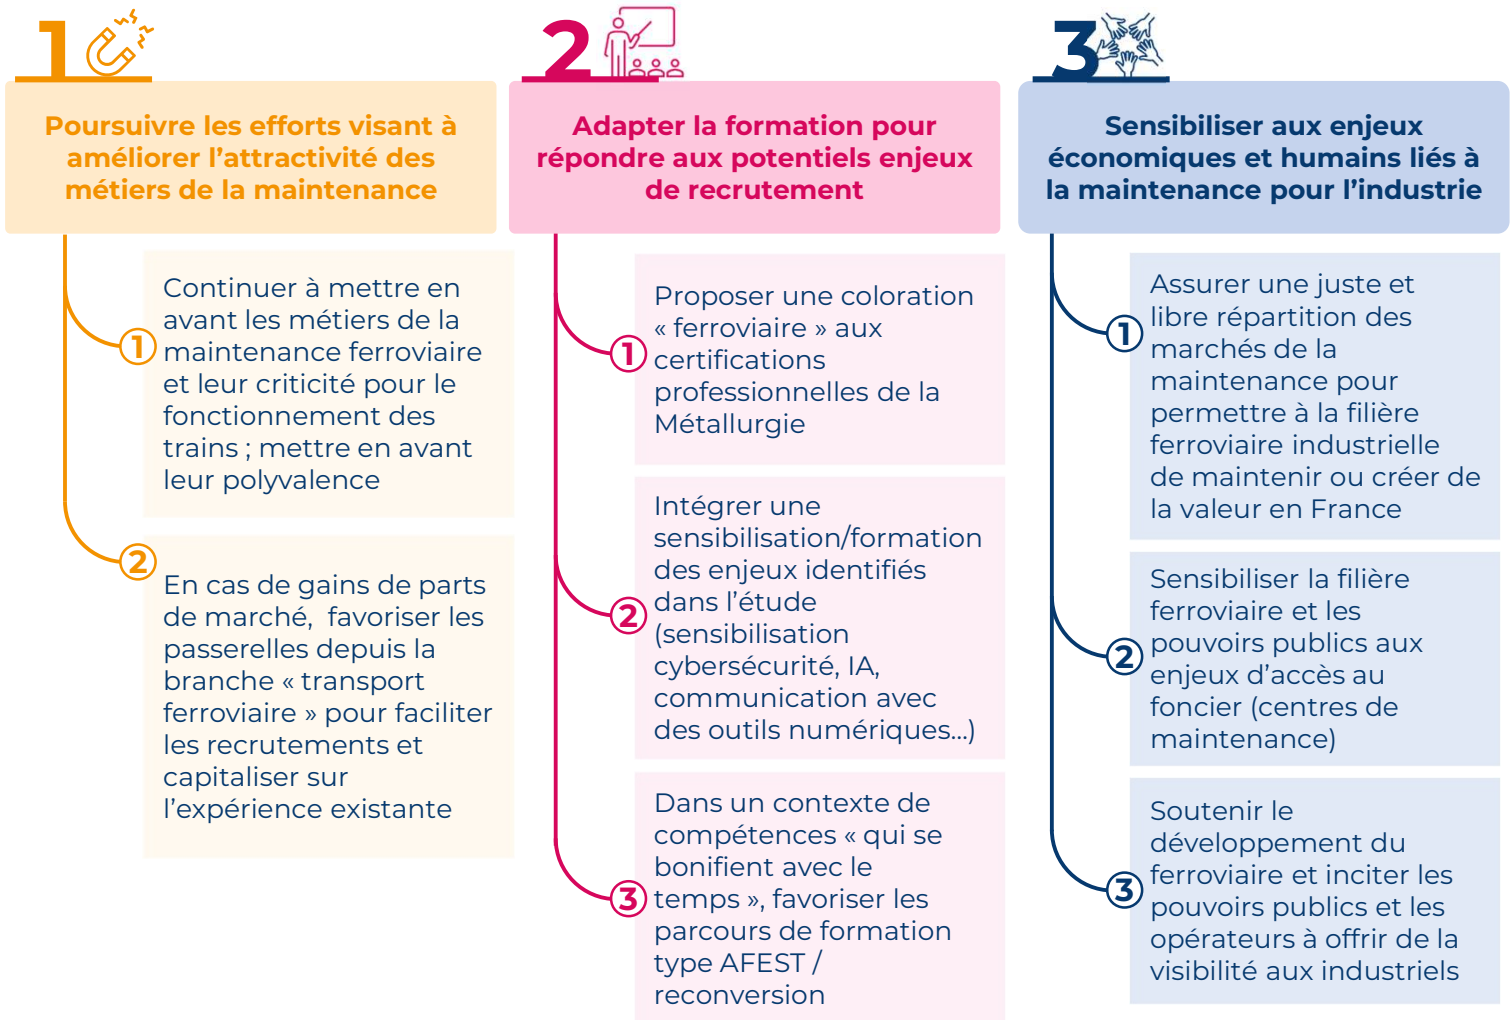 1
Poursuivre les efforts visant à
améliorer l'attractivité des
métiers de la maintenance
1
Continuer à mettre en
avant les métiers de la
maintenance ferroviaire
et leur criticité pour le
fonctionnement des
trains ; mettre en avant
leur polyvalence
2
En cas de gains de parts
de marché,  favoriser les
passerelles depuis la
branche « transport
ferroviaire » pour faciliter
les recrutements et
capitaliser sur
l'expérience existante
2
Adapter la formation pour
répondre aux potentiels enjeux
de recrutement
1
Proposer une coloration
« ferroviaire » aux
certifications
professionnelles de la
Métallurgie
2
Intégrer une
sensibilisation/formation
des enjeux identifiés
dans l'étude
(sensibilisation
cybersécurité, IA,
communication avec
des outils numériques…)
3
Dans un contexte de
compétences « qui se
bonifient avec le
temps », favoriser les
parcours de formation
type AFEST /
reconversion
3
Sensibiliser aux enjeux
économiques et humains liés à
la maintenance pour l'industrie
1
Assurer une juste et
libre répartition des
marchés de la
maintenance pour
permettre à la filière
ferroviaire industrielle
de maintenir ou créer de
la valeur en France
2
Sensibiliser la filière
ferroviaire et les
pouvoirs publics aux
enjeux d'accès au
foncier (centres de
maintenance)
3
Soutenir le
développement du
ferroviaire et inciter les
pouvoirs publics et les
opérateurs à offrir de la
visibilité aux industriels